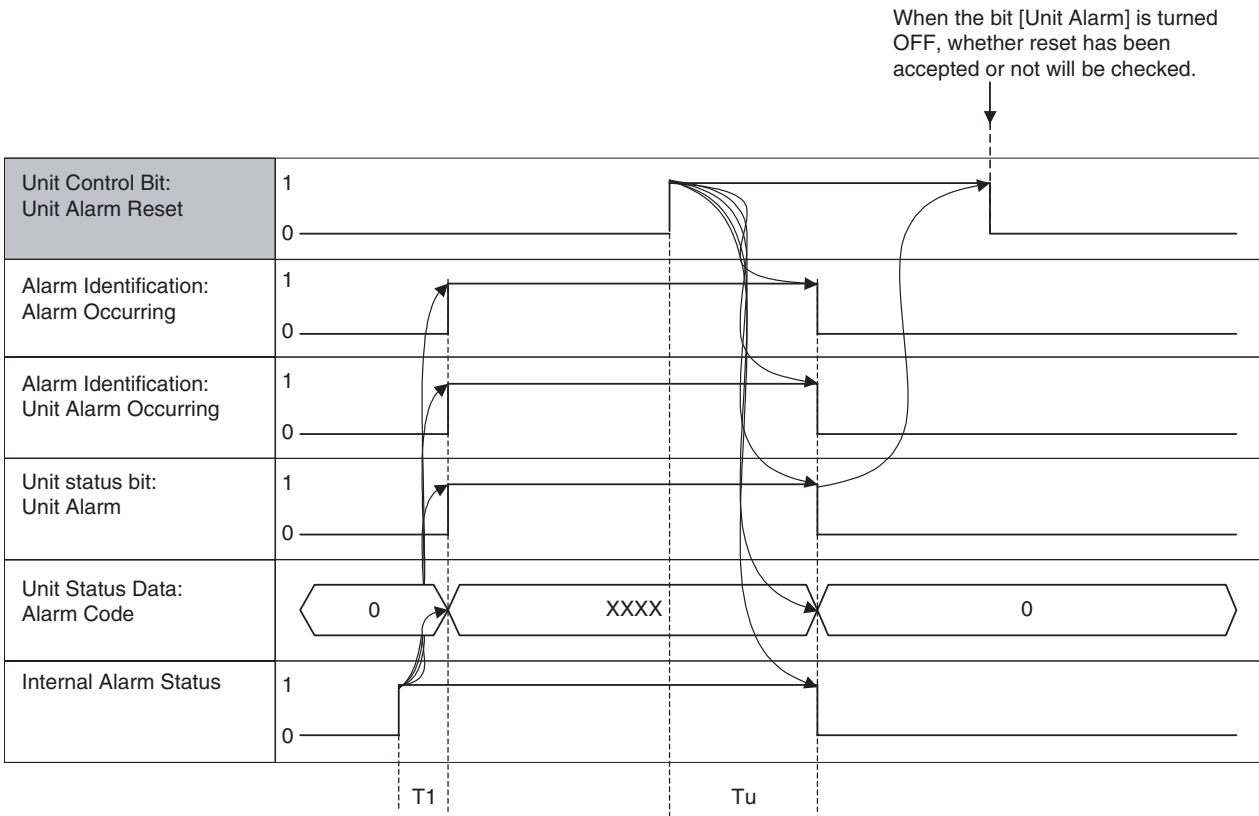 When the bit [Unit Alarm] is turned
OFF, whether reset has been
accepted or not will be checked.
Unit Control Bit:
Unit Alarm Reset
1
0
Alarm Identification:
Alarm Occurring
1
0
Alarm Identification:
Unit Alarm Occurring
1
0
Unit status bit:
Unit Alarm
1
0
Unit Status Data:
Alarm Code
0
XXXX
0
Internal Alarm Status
1
0
T1
Tu